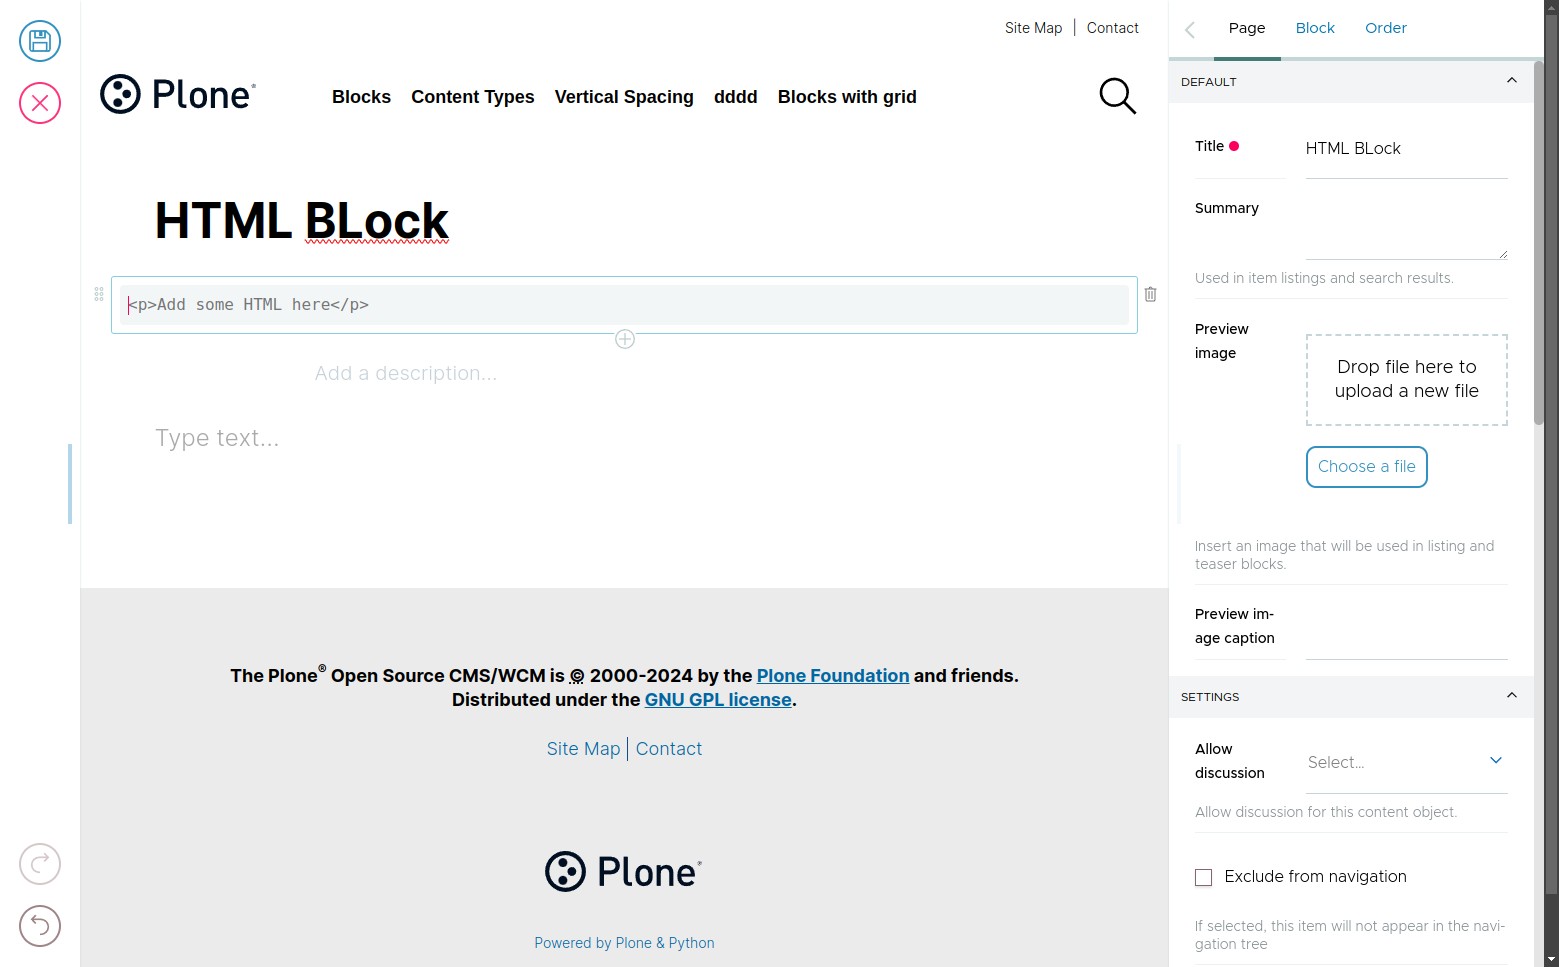 Site Map | Contact
Plone®
Blocks Content Types Vertical Spacing dddd Blocks with grid
HTML BLock
<p>Add some HTML here</p>
Add a description...
Type text...
The Plone® Open Source CMS/WCM is © 2000-2024 by the Plone Foundation and friends.
Distributed under the GNU GPL license.
Site Map | Contact
Plone®
Powered by Plone & Python
Page Block Order
DEFAULT
Title
HTML BLock
Summary
Used in item listings and search results.
Preview
image
Drop file here to
upload a new file
Choose a file
Insert an image that will be used in listing and
teaser blocks.
Preview im-
age caption
SETTINGS
Allow
discussion
Select...
Allow discussion for this content object.
Exclude from navigation
If selected, this item will not appear in the navi-
gation tree